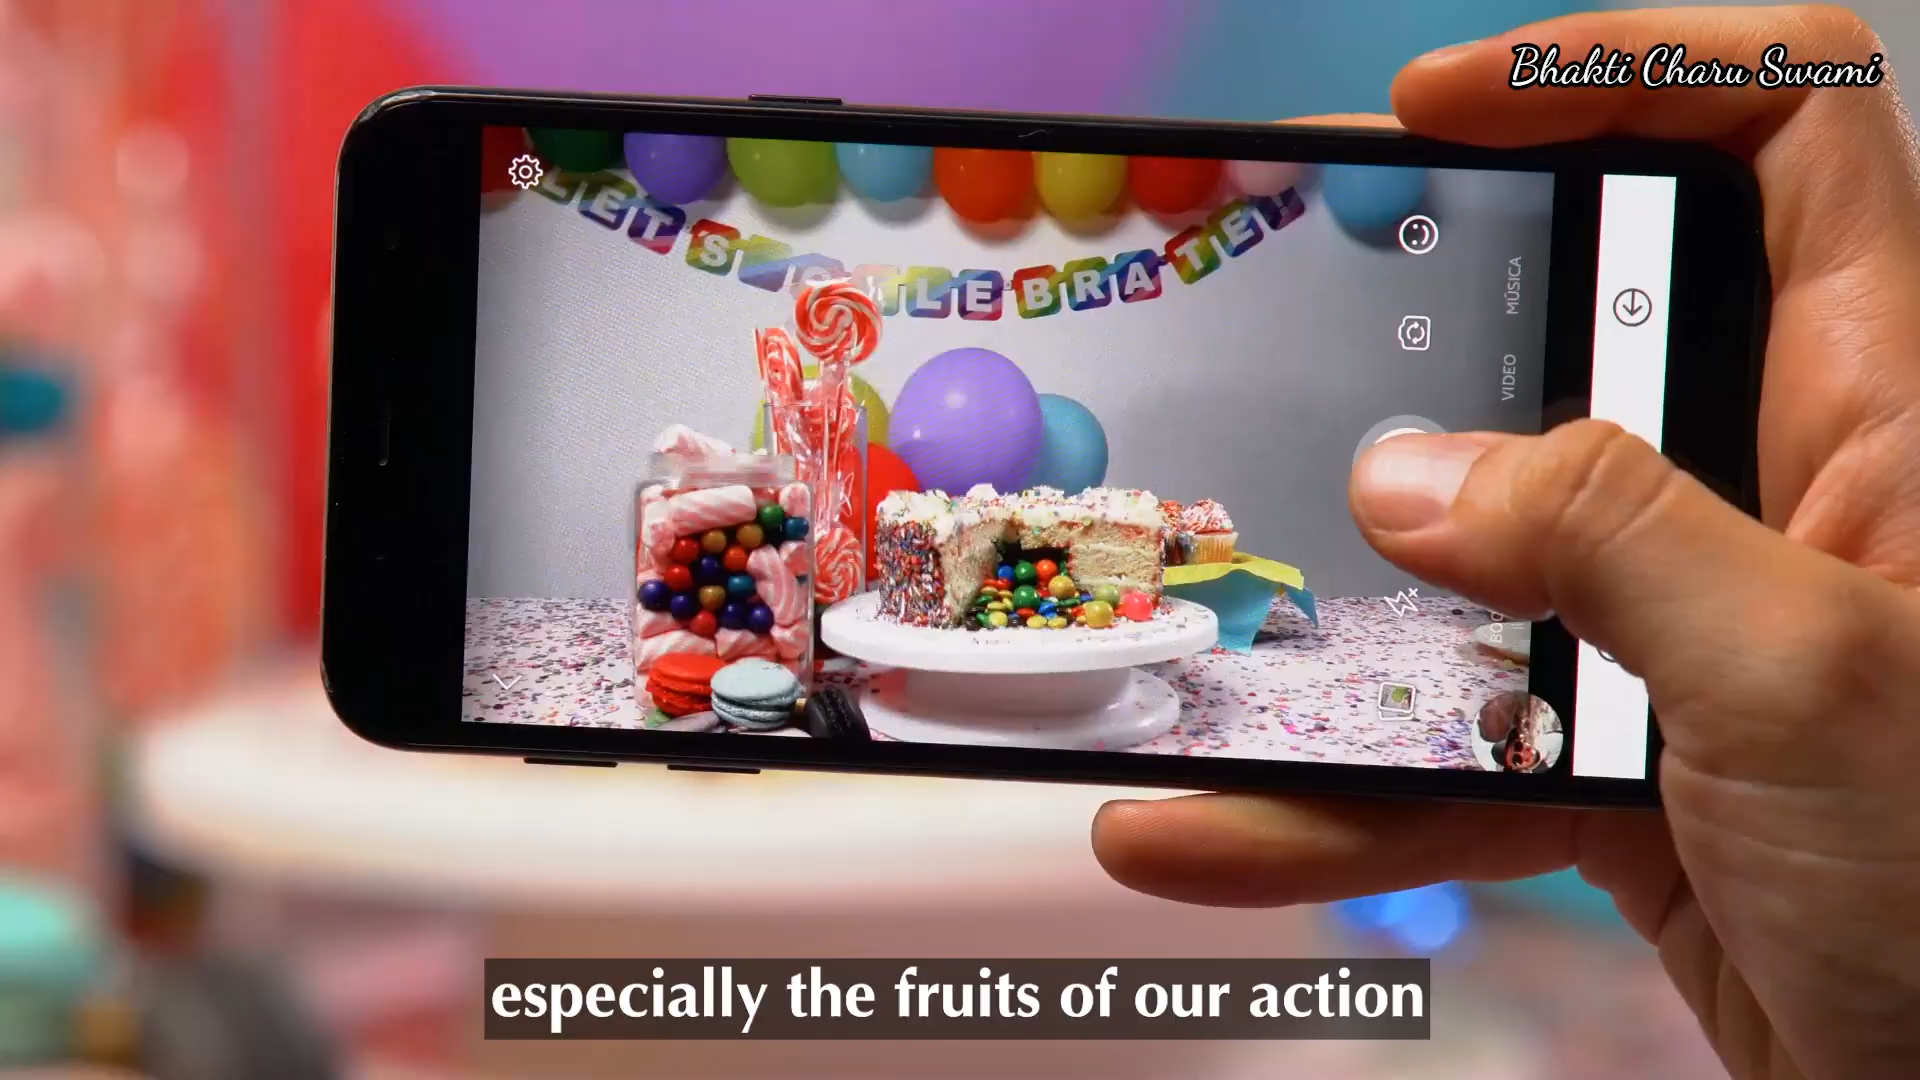 Bhakti Charu Swami
LET'S CELEBRATE!
MÚSICA
VIDEO
especially the fruits of our action